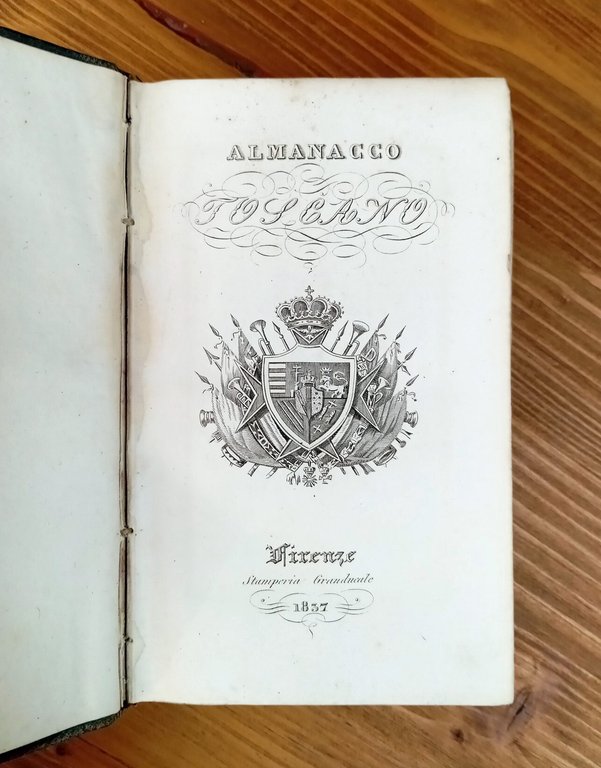 ALMANACCO
TOSCANO
Firenze
Stamperia Granducale
1837